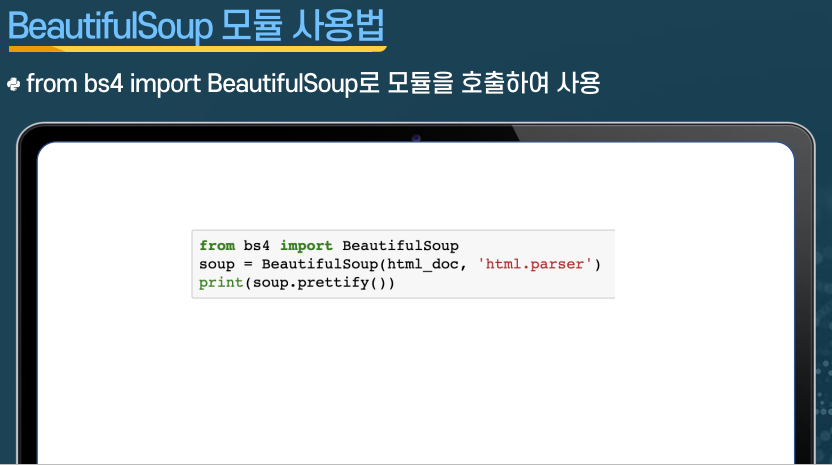 BeautifulSoup 모듈 사용법
from bs4 import BeautifulSoup로 모듈을 호출하여 사용
from bs4 import BeautifulSoup
soup = BeautifulSoup(html_doc, 'html.parser')
print(soup.prettify())